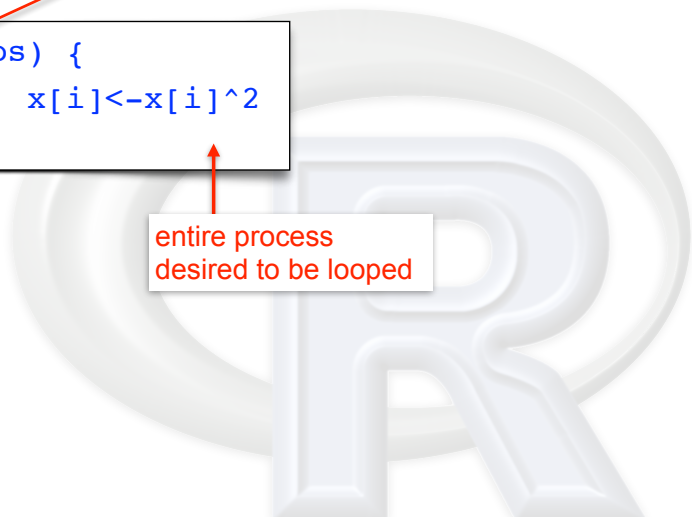 os) {
x[i]<-x[i]^2
entire process
desired to be looped
R